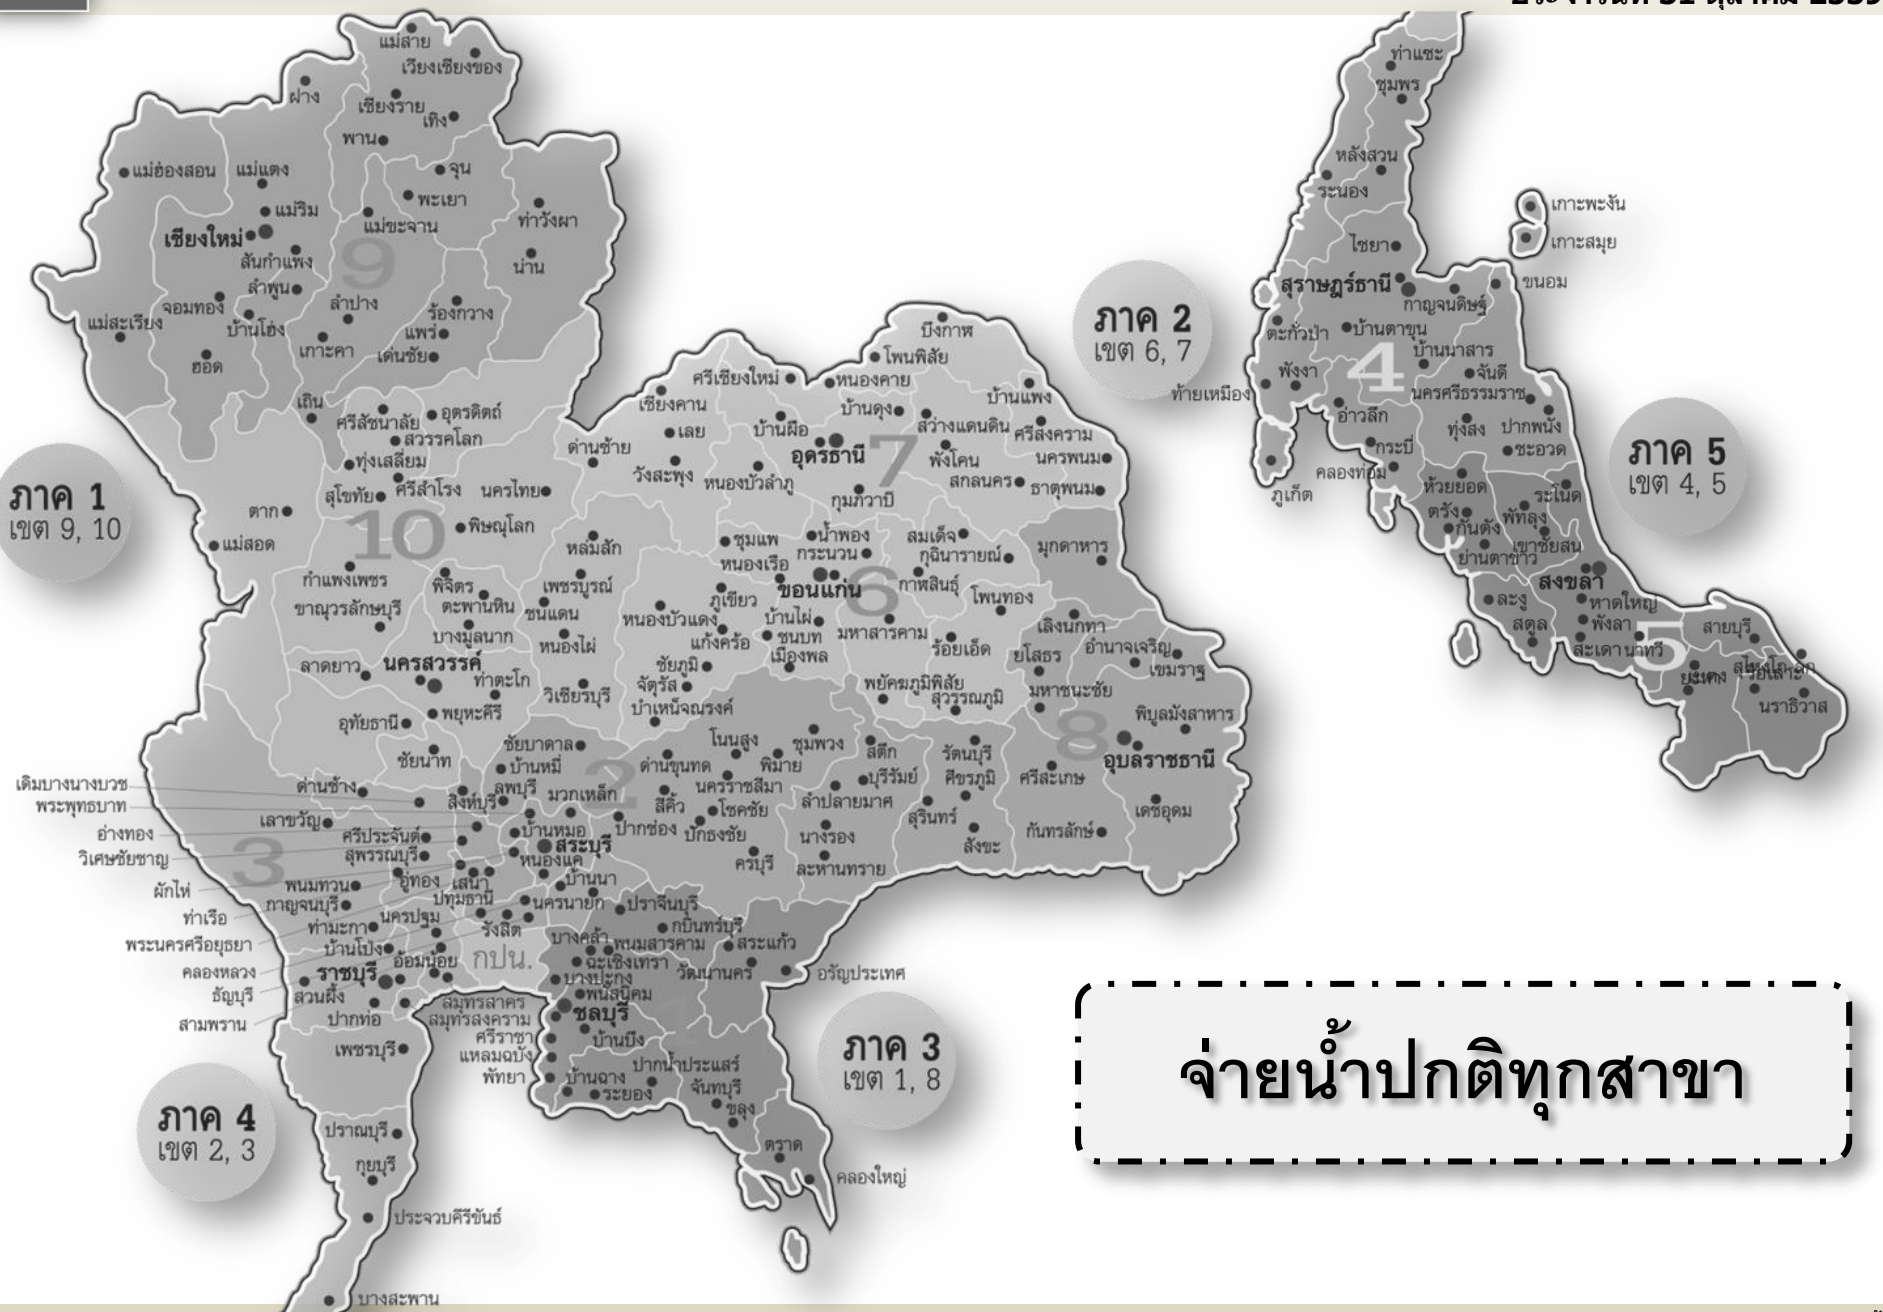 แม่สาย
เวียงเชียงของ
ฝาง
เชียงราย
เทิง
พาน
แม่ฮ่องสอน
แม่แตง
จุน
พะเยา
แม่ริม
แม่ขะจาน
ท่าวังผา
เชียงใหม่
สันกำแพง
9
น่าน
ลำพูน
จอมทอง
ลำปาง
ร้องกวาง
แม่สะเรียง
บ้านโฮ่ง
แพร่
เกาะคา
เด่นชัย
ฮอด
เถิน
ศรีสัชนาลัย
อุตรดิตถ์
สวรรคโลก
ทุ่งเสลี่ยม
สุโขทัย
ศรีสำโรง
นครไทย
ภาค 1
เขต 9, 10
ตาก
10
พิษณุโลก
แม่สอด
หล่มสัก
กำแพงเพชร
พิจิตร
เพชรบูรณ์
ขาณุวรลักษบุรี
ตะพานหิน
ชนแดน
บางมูลนาก
หนองไผ่
ลาดยาว
นครสวรรค์
ท่าตะโก
วิเชียรบุรี
อุทัยธานี
พยุหะคีรี
ชัยนาท
บึงกาฬ
โพนพิสัย
ศรีเชียงใหม่
หนองคาย
เชียงคาน
บ้านดุง
บ้านแพง
เลย
บ้านผือ
สว่างแดนดิน
ศรีสงคราม
ด่านซ้าย
อุดรธานี
7
พังโคน
นครพนม
วังสะพุง
หนองบัวลำภู
สกลนคร
ธาตุพนม
กุมภวาปี
ชุมแพ
น้ำพอง
สมเด็จ
กระนวน
กุฉินารายณ์
มุกดาหาร
หนองเรือ
ขอนแก่น
6
กาฬสินธุ์
ภูเขียว
โพนทอง
หนองบัวแดง
บ้านไผ่
มหาสารคาม
เลิงนกทา
แก้งคร้อ
ชนบท
ร้อยเอ็ด
ยโสธร
อำนาจเจริญ
ชัยภูมิ
เมืองพล
เขมราฐ
จัตุรัส
พยัคฆภูมิพิสัย
มหาชนะชัย
บำเหน็จณรงค์
สุวรรณภูมิ
พิบูลมังสาหาร
8
อุบลราชธานี
ชัยบาดาล
โนนสูง
ชุมพวง
สตึก
รัตนบุรี
บ้านหมี่
ด่านขุนทด
พิมาย
บุรีรัมย์
ศีขรภูมิ
ศรีสะเกษ
2
นครราชสีมา
ลำปลายมาศ
เดิมบางนางบวช
ด่านช้าง
สิงห์บุรี
ลพบุรี
มวกเหล็ก
สีคิ้ว
โชคชัย
สุรินทร์
เดชอุดม
พระพุทธบาท
เลาขวัญ
บ้านหมอ
ปากช่อง
ปักธงชัย
นางรอง
สังขะ
กันทรลักษ์
อ่างทอง
ศรีประจันต์
สระบุรี
วิเศษชัยชาญ
3
สุพรรณบุรี
หนองแค
ครบุรี
ละหานทราย
ผักไห่
พนมทวน
อู่ทอง
เสนา
บ้านนา
กาญจนบุรี
ปทุมธานี
นครนายก
ปราจีนบุรี
ท่าเรือ
ท่ามะกา
นครปฐม
รังสิต
กบินทร์บุรี
พระนครศรีอยุธยา
บ้านโป่ง
อ้อมน้อย
กปน.
บางคล้า
พนมสารคาม
สระแก้ว
คลองหลวง
ราชบุรี
ฉะเชิงเทรา
วัฒนานคร
อรัญประเทศ
ธัญบุรี
สวนผึ้ง
บางปะกง
สมุทรสาคร
พนัสนิคม
สามพราน
ปากท่อ
สมุทรสงคราม
ชลบุรี
1
ศรีราชา
บ้านบึง
เพชรบุรี
แหลมฉบัง
พัทยา
ปากน้ำประแสร์
บ้านฉาง
ระยอง
จันทบุรี
ขลุง
ภาค 3
เขต 1, 8
ตราด
คลองใหญ่
ภาค 4
เขต 2, 3
ปราณบุรี
กุยบุรี
ประจวบคีรีขันธ์
บางสะพาน
ท่าแซะ
ชุมพร
หลังสวน
ระนอง
เกาะพะงัน
เกาะสมุย
ไชยา
สุราษฎร์ธานี
ขนอม
กาญจนดิษฐ์
ภาค 2
เขต 6, 7
ตะกั่วป่า
บ้านตาขุน
4
บ้านนาสาร
พังงา
จันดี
ท้ายเหมือง
นครศรีธรรมราช
อ่าวลึก
ทุ่งสง
ปากพนัง
กระบี่
ชะอวด
ภูเก็ต
คลองท่อม
ห้วยยอด
ระโนด
ภาค 5
เขต 4, 5
ตรัง
กันตัง
พัทลุง
ย่านตาขาว
เขาชัยสน
สงขลา
ละงู
หาดใหญ่
สตูล
พังลา
5
สายบุรี
สะเดา
นาทวี
นราธิวาส
จ่ายน้ำปกติทุกสาขา